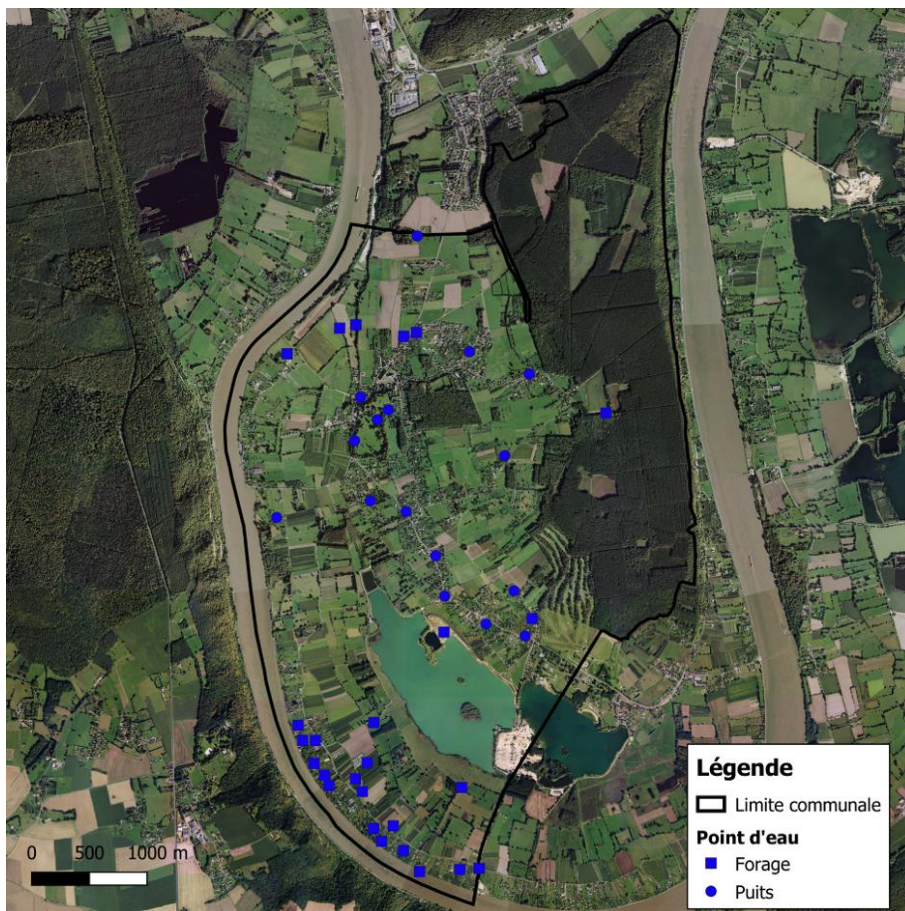 Légende
Limite communale
Point d'eau
Forage
Puits
0 500 1000 m